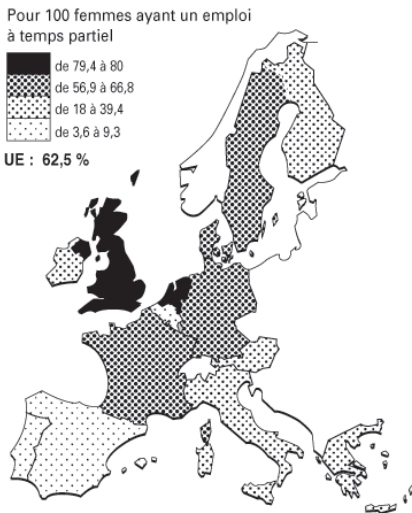 Pour 100 femmes ayant un emploi
à temps partiel
de 79,4 à 80
de 56,9 à 66,8
de 18 à 39,4
de 3,6 à 9,3
UE : 62,5 %